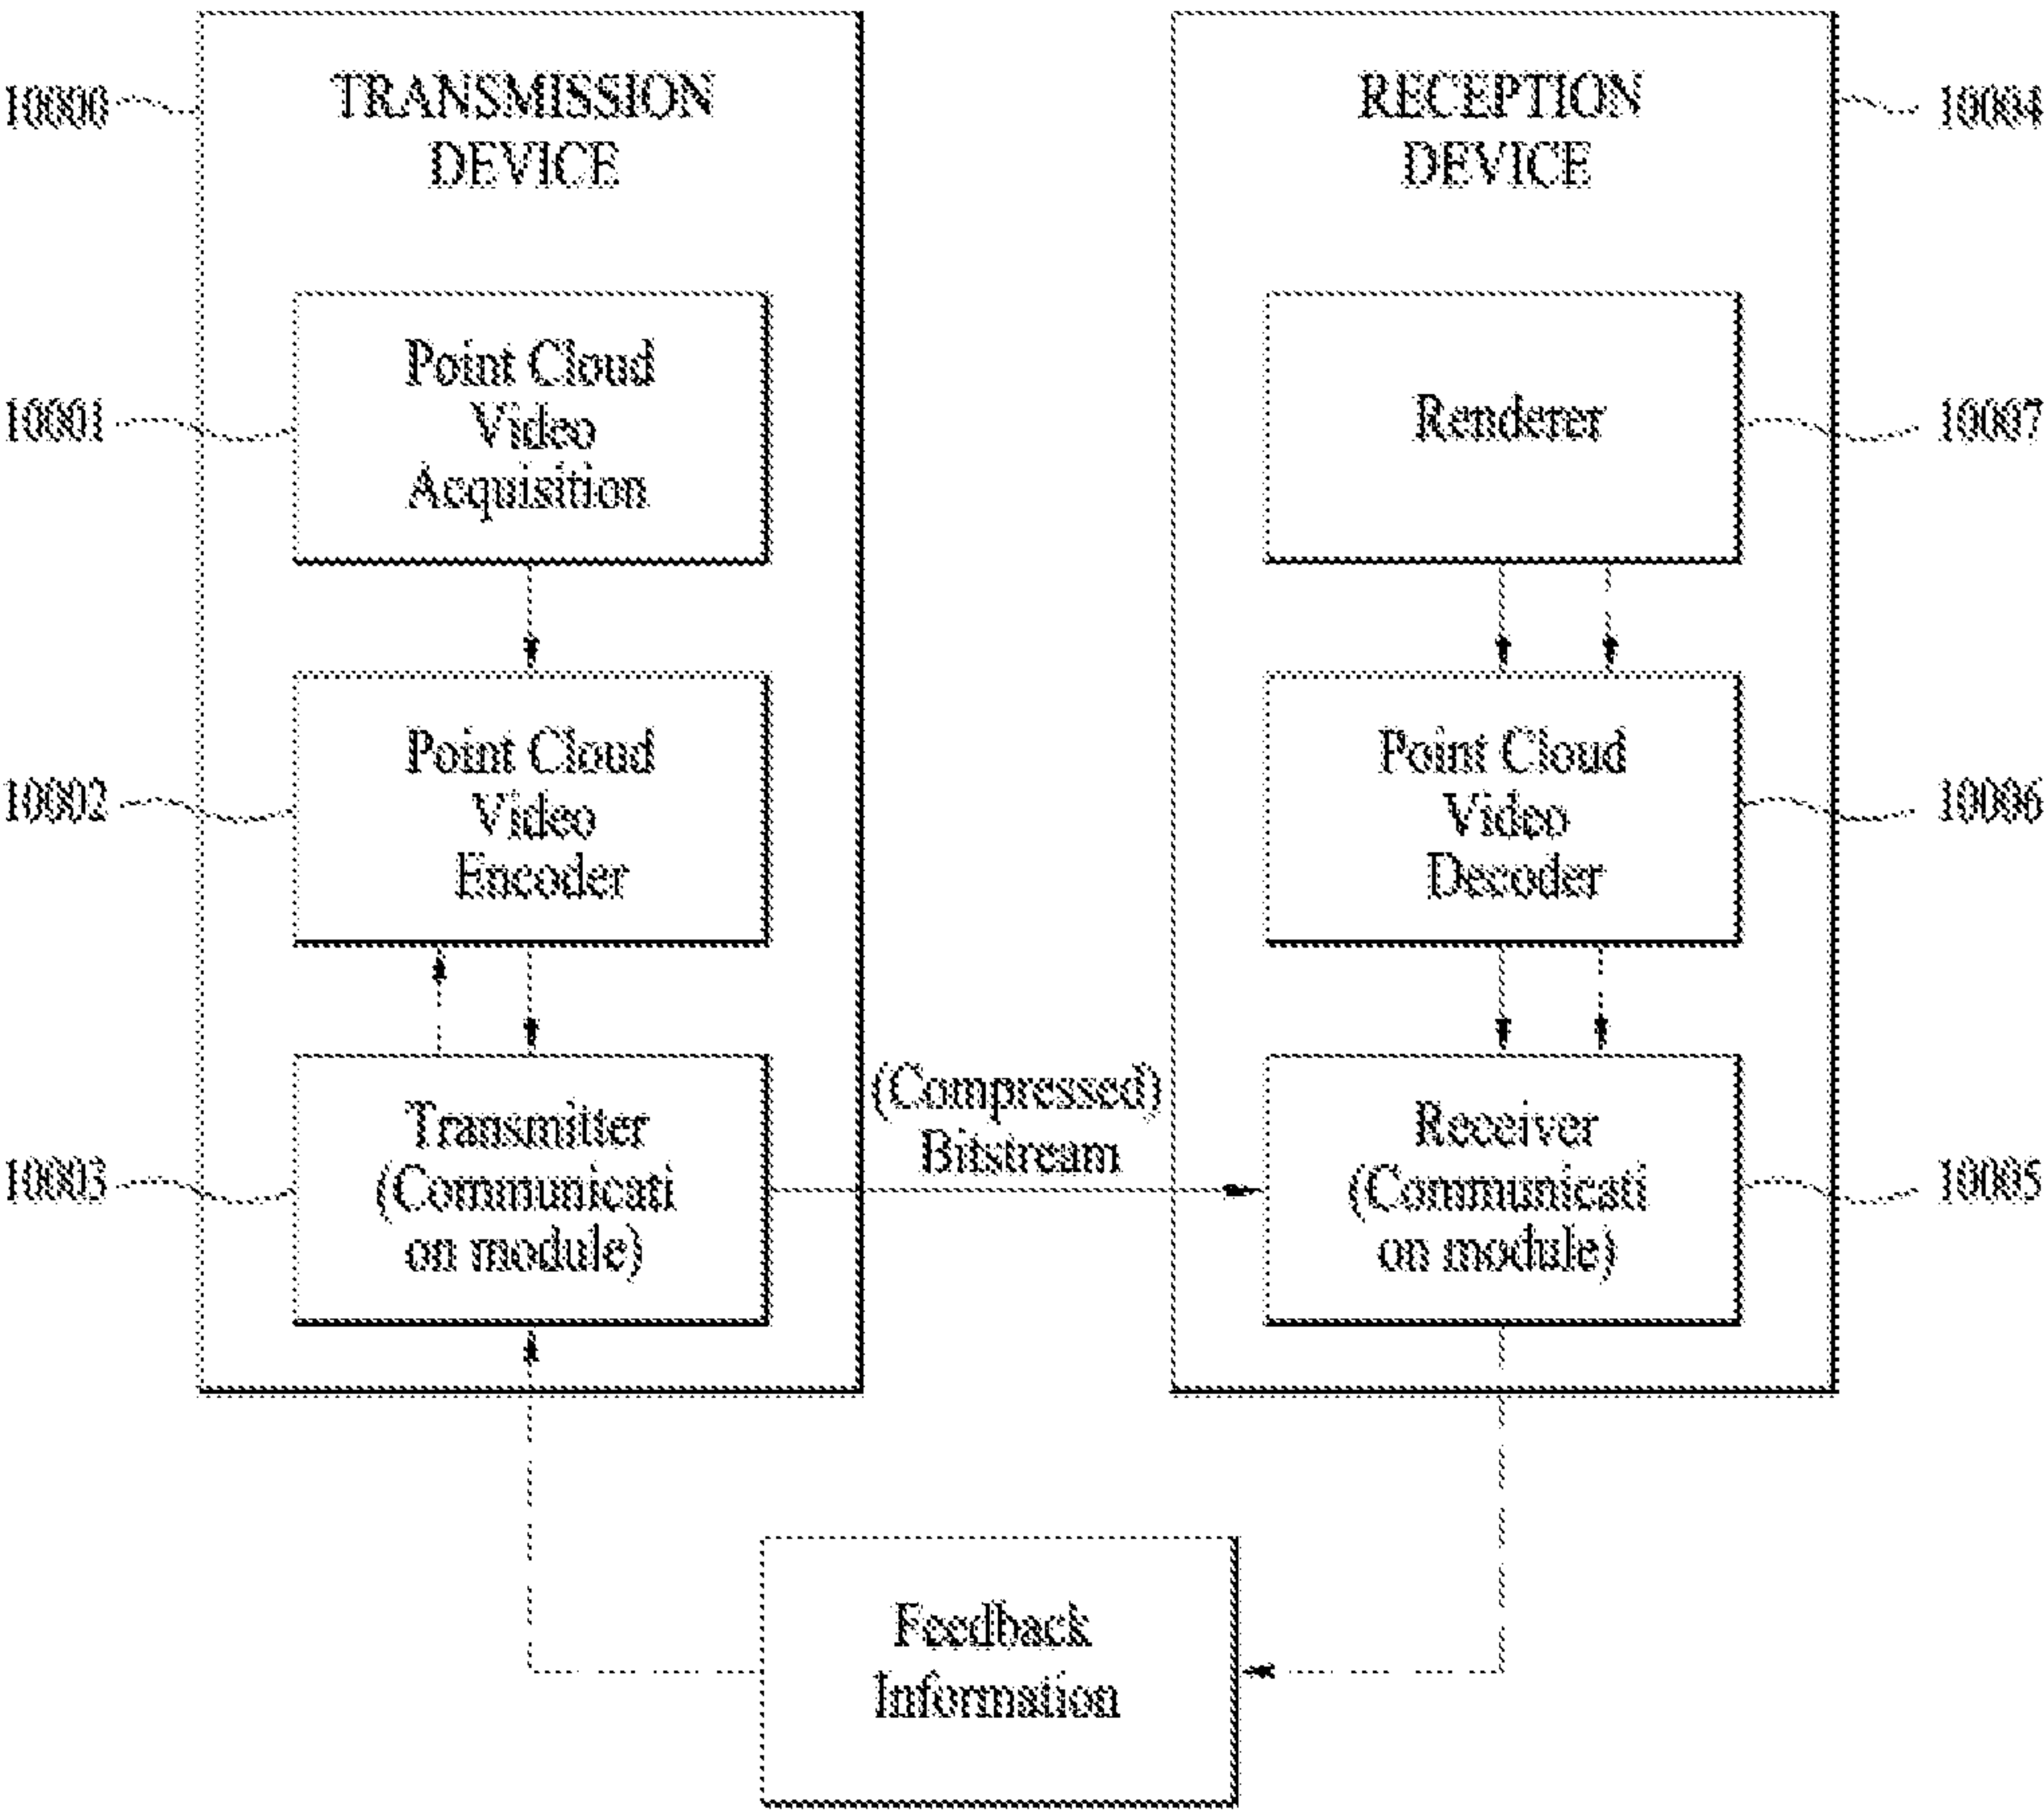 TRANSMISSION
DEVICE
RECEPTION
DEVICE
10000
10004
Point Cloud
Video
Acquisition
10001
Renderer
10007
Point Cloud
Video
Encoder
10002
Point Cloud
Video
Decoder
10006
Transmitter
(Communicati
on module)
10003
(Compressed)
Bitstream
Receiver
(Communicati
on module)
10005
Feedback
Information